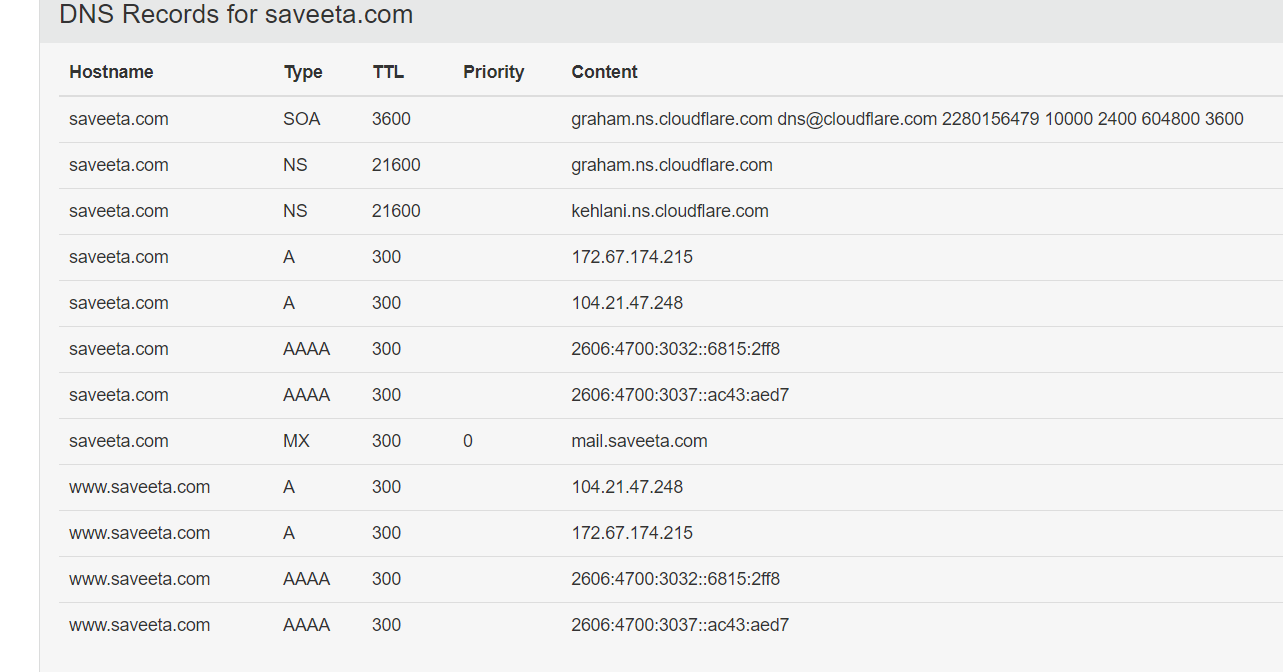 DNS Records for saveeta.com
Hostname Type TTL Priority Content
saveeta.com SOA 3600 graham.ns.cloudflare.com dns@cloudflare.com 2280156479 10000 2400 604800 3600
saveeta.com NS 21600 graham.ns.cloudflare.com
saveeta.com NS 21600 kehlani.ns.cloudflare.com
saveeta.com A 300 172.67.174.215
saveeta.com A 300 104.21.47.248
saveeta.com AAAA 300 2606:4700:3032::6815:2ff8
saveeta.com AAAA 300 2606:4700:3037::ac43:aed7
saveeta.com MX 300 0 mail.saveeta.com
www.saveeta.com A 300 104.21.47.248
www.saveeta.com A 300 172.67.174.215
www.saveeta.com AAAA 300 2606:4700:3032::6815:2ff8
www.saveeta.com AAAA 300 2606:4700:3037::ac43:aed7